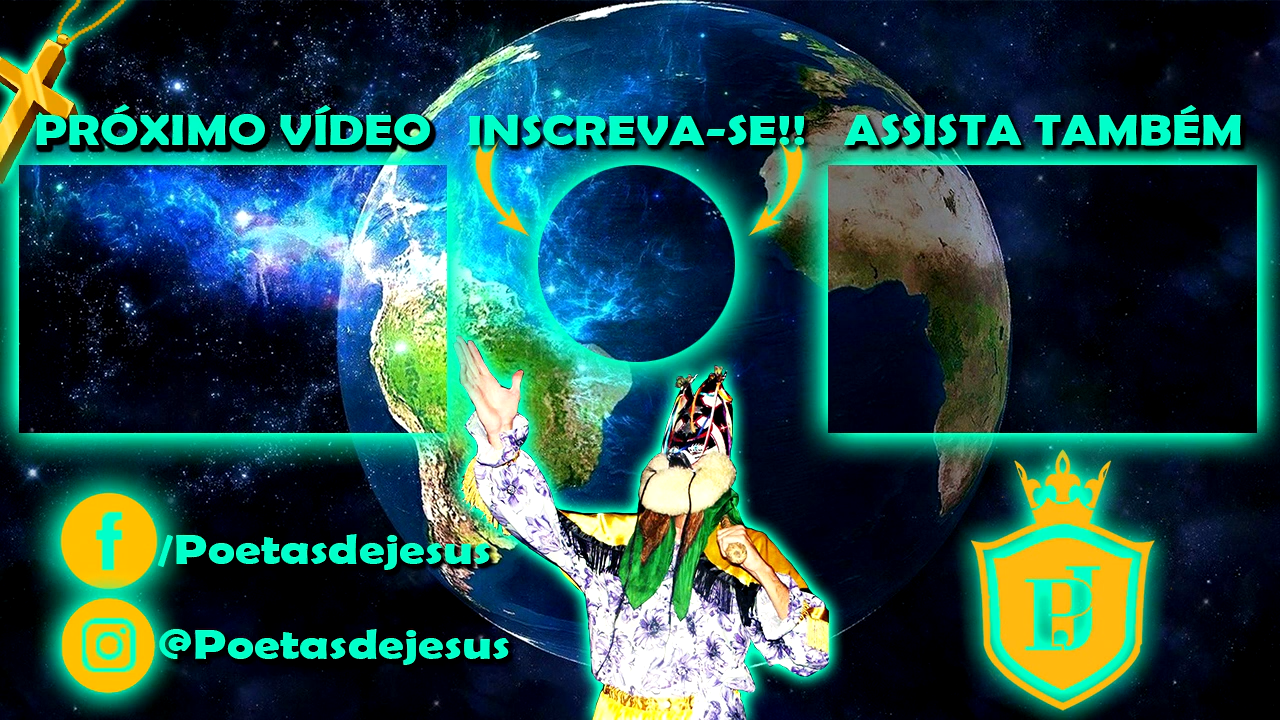 PRÓXIMO VÍDEO
INSCREVA-SE!!
ASSISTA TAMBÉM
/Poetasdejesus
@Poetasdejesus
PJ